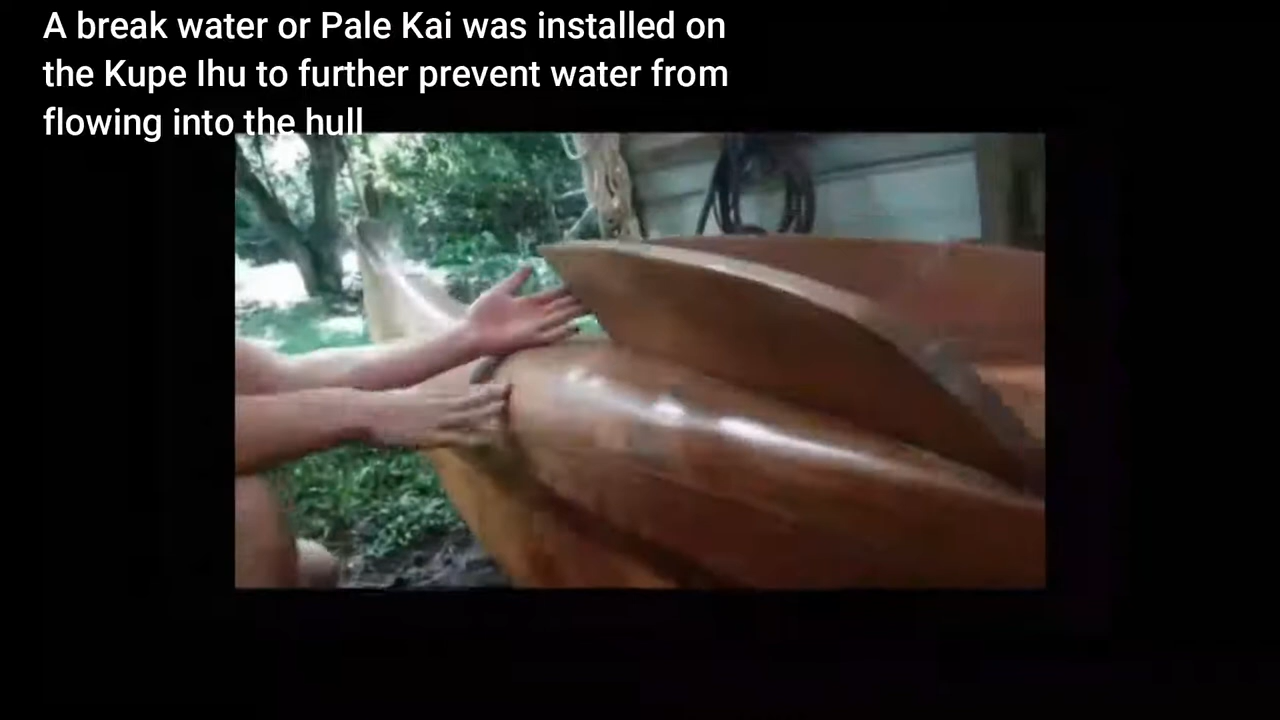 A break water or Pale Kai was installed on
the Kupe Ihu to further prevent water from
flowing into the hull